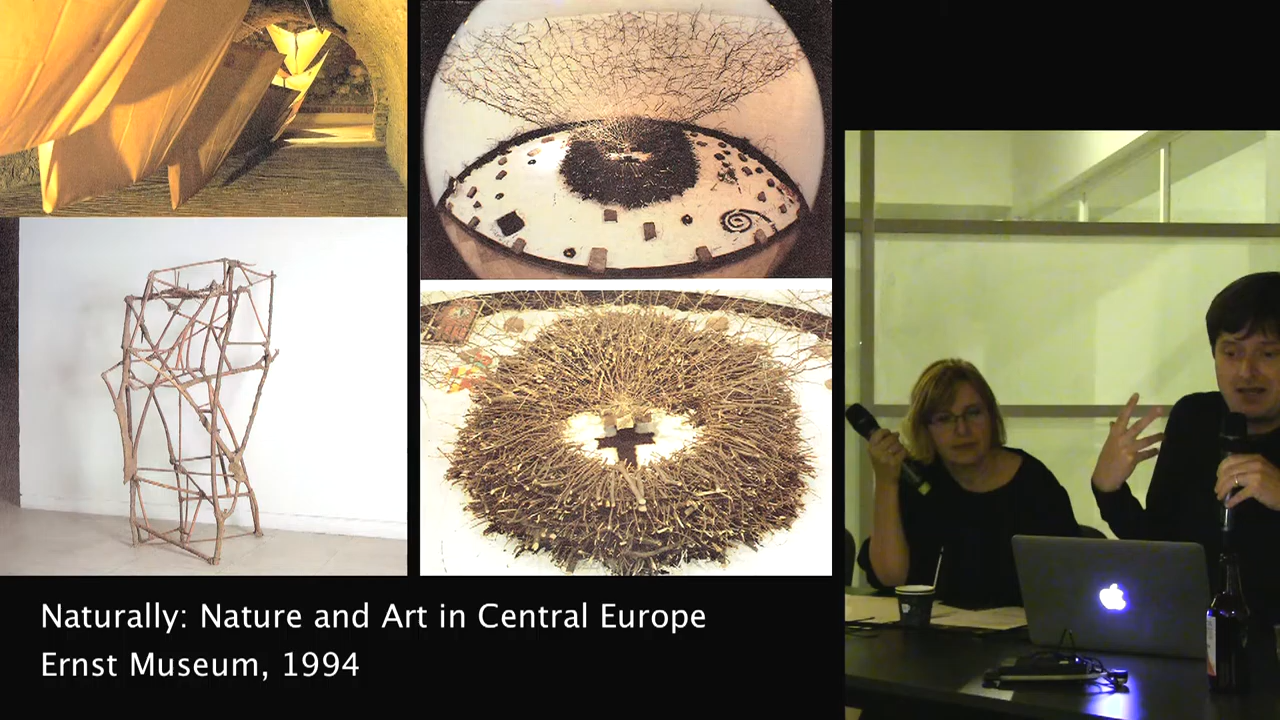 Naturally: Nature and Art in Central Europe
Ernst Museum, 1994